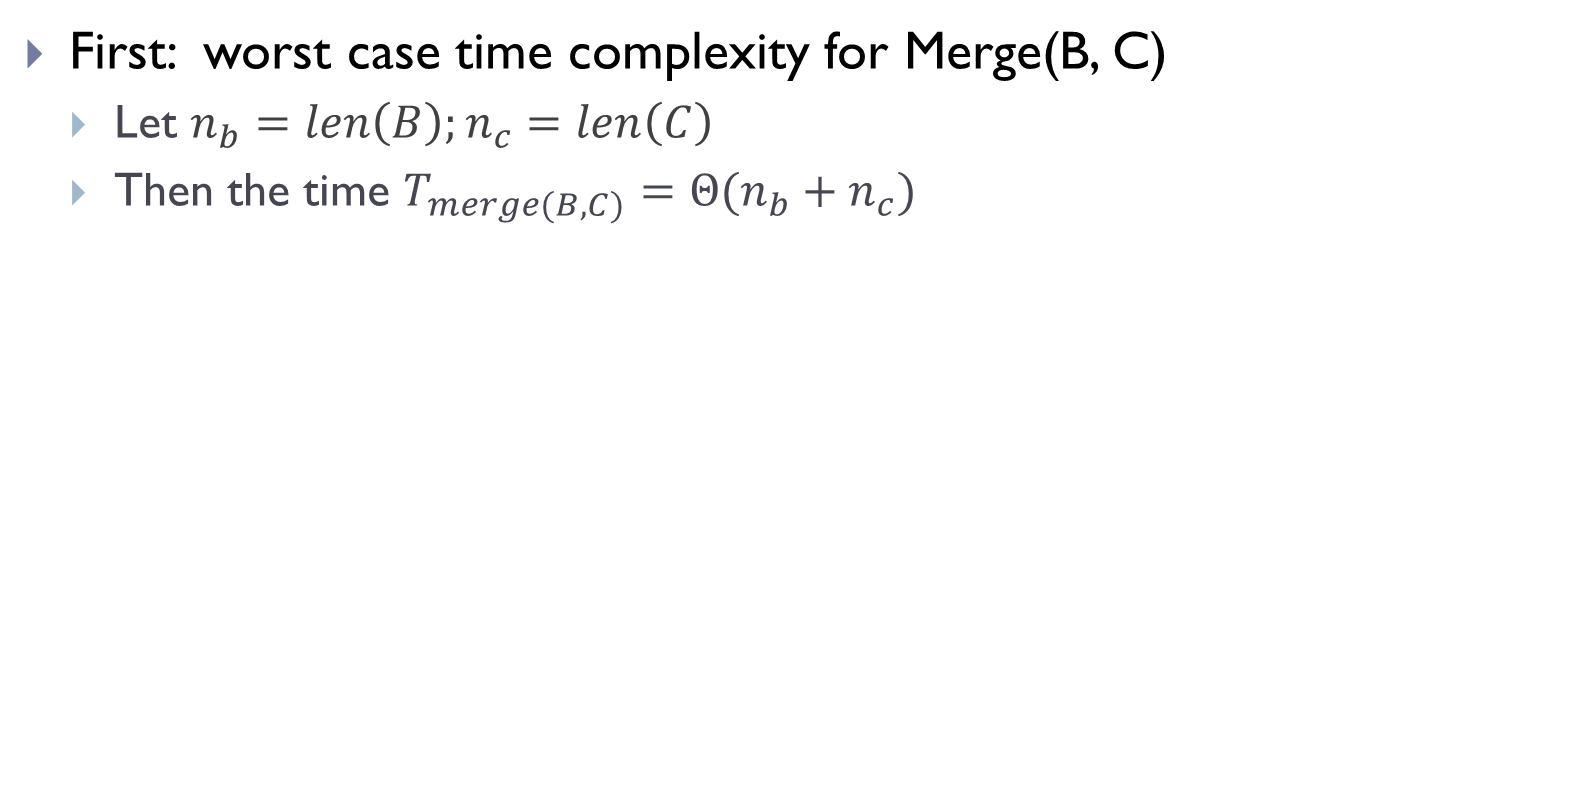 First:  worst case time complexity for Merge(B, C)
Let n_b = len(B); n_c = len(C)
Then the time T_merge(B,C) = Θ(n_b + n_c)